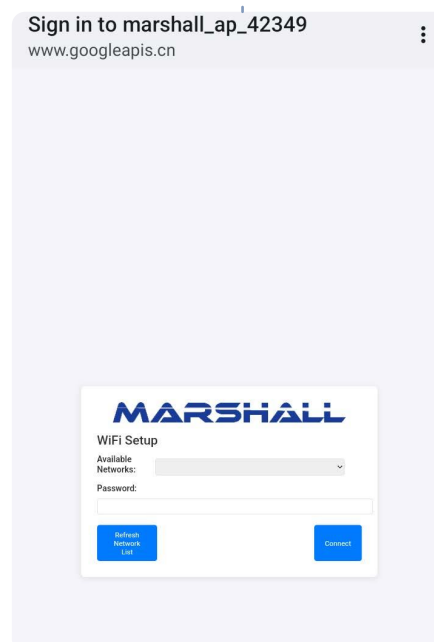 Sign in to marshall_ap_42349
www.googleapis.cn
MARSHALL
WiFi Setup
Available
Networks:
Password:
Refresh
Network
List
Connect